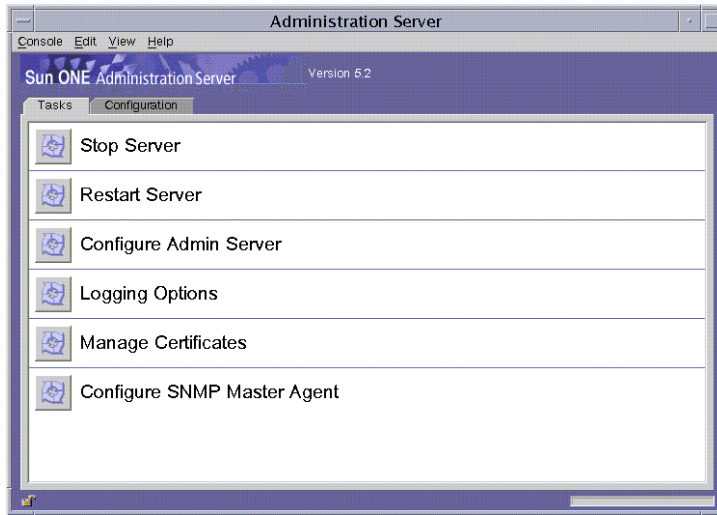 Administration Server
Console Edit View Help
Sun ONE Administration Server Version 5.2
Tasks Configuration
Stop Server
Restart Server
Configure Admin Server
Logging Options
Manage Certificates
Configure SNMP Master Agent